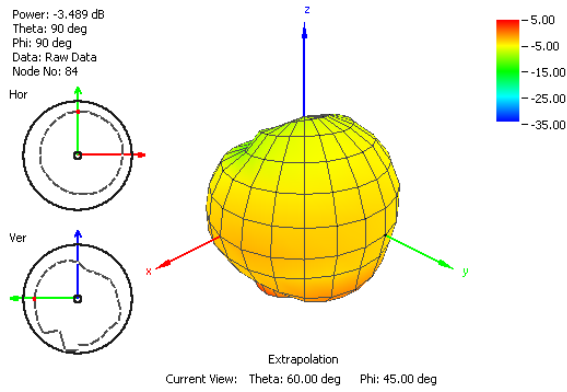 Power: -3.489 dB
Theta: 90 deg
Phi: 90 deg
Data: Raw Data
Node No: 84
Hor
Ver
z
x
y
5.00
-5.00
-15.00
-25.00
-35.00
Extrapolation
Current View: Theta: 60.00 deg Phi: 45.00 deg